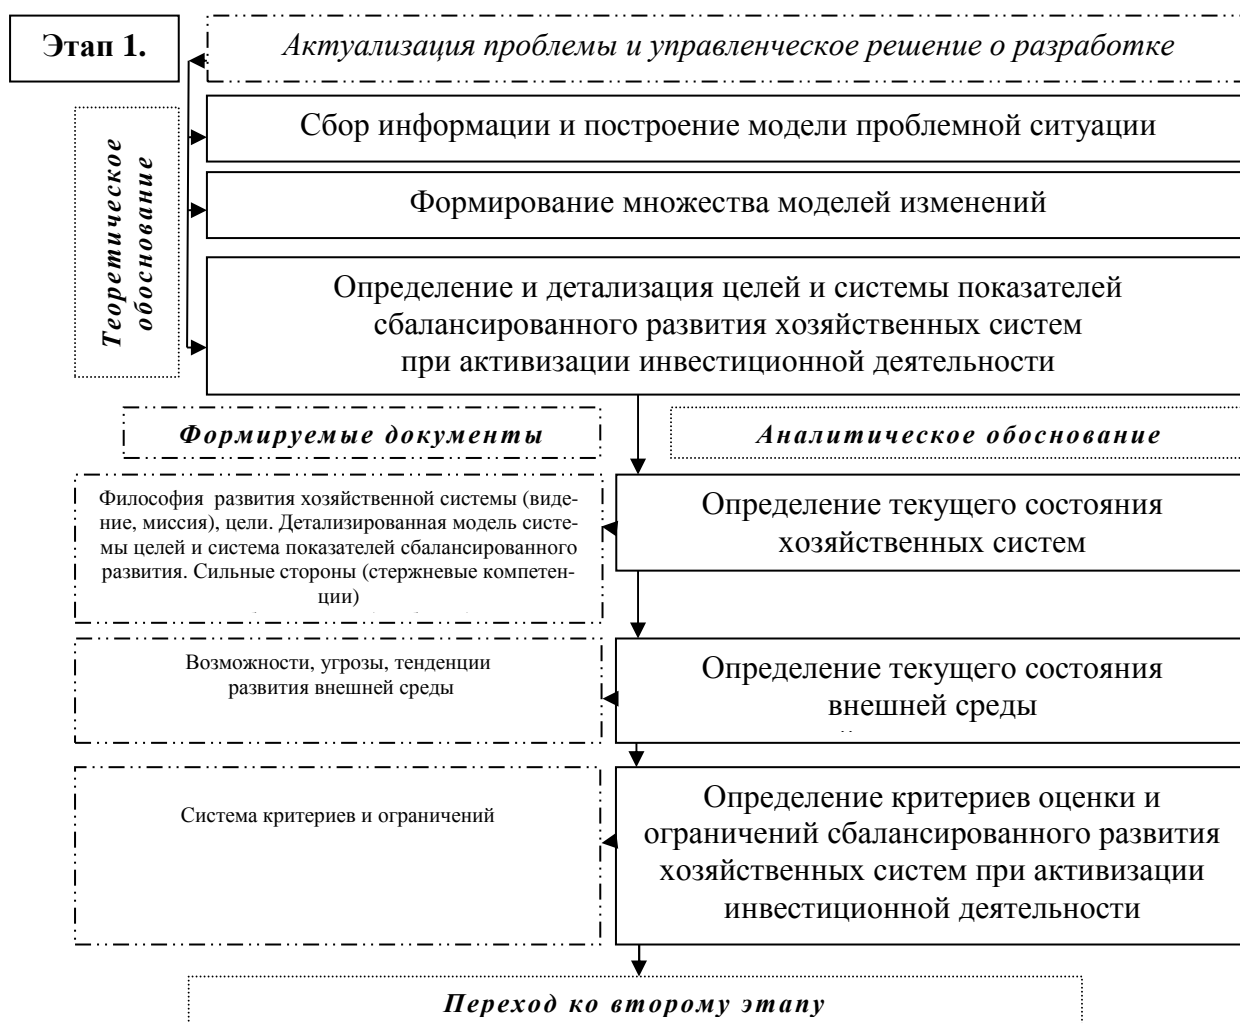 Этап 1.
Актуализация проблемы и управленческое решение о разработке
Сбор информации и построение модели проблемной ситуации
Формирование множества моделей изменений
Теоретическое
обоснование
Определение и детализация целей и системы показателей
сбалансированного развития хозяйственных систем
при активизации инвестиционной деятельности
Формируемые документы
Аналитическое обоснование
Философия развития хозяйственной системы (виде-
ние, миссия), цели. Детализированная модель систе-
мы целей и система показателей сбалансированного
развития. Сильные стороны (стержневые компетен-
ции)
Определение текущего состояния
хозяйственных систем
Возможности, угрозы, тенденции
развития внешней среды
Определение текущего состояния
внешней среды
Система критериев и ограничений
Определение критериев оценки и
ограничений сбалансированного развития
хозяйственных систем при активизации
инвестиционной деятельности
Переход ко второму этапу